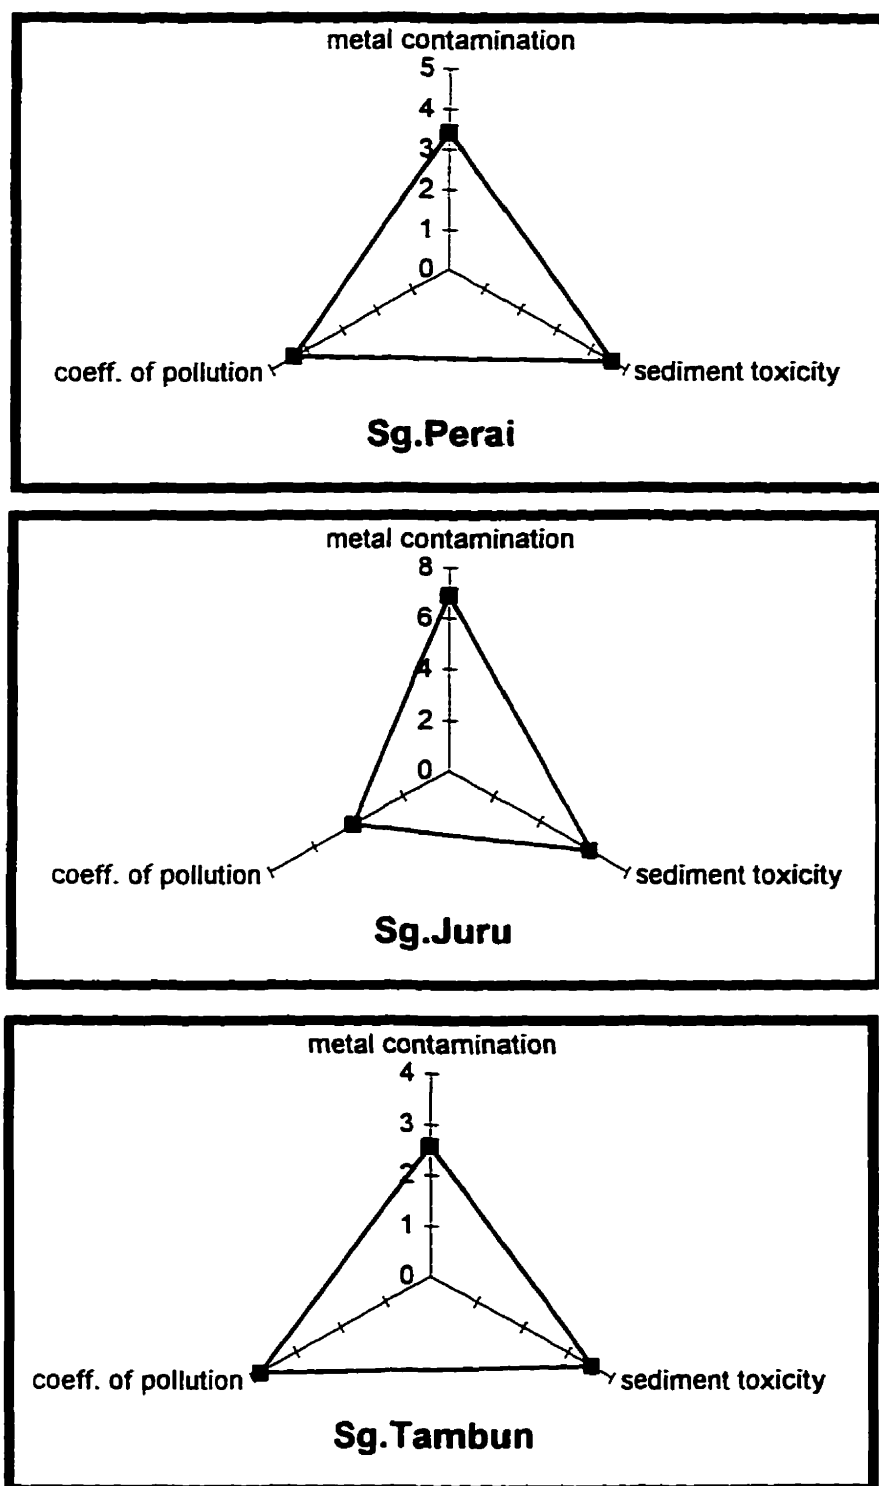 metal contamination
5
4
3
2
1
0
coeff. of pollution
sediment toxicity
Sg.Perai
metal contamination
8
6
4
2
0
coeff. of pollution
sediment toxicity
Sg.Juru
metal contamination
4
3
2
1
0
coeff. of pollution
sediment toxicity
Sg.Tambun